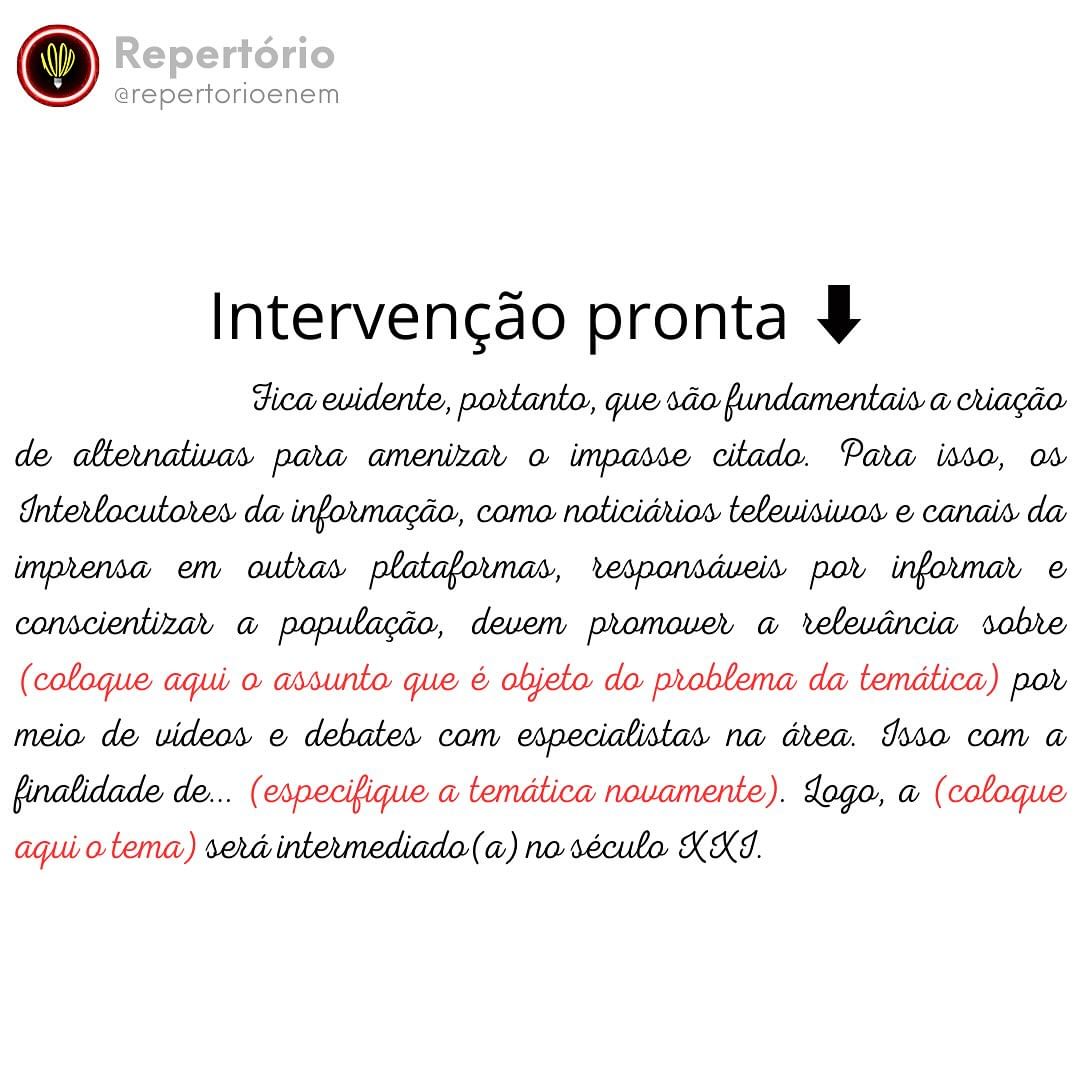 Repertório
@repertorioenem
Intervenção pronta
Fica evidente, portanto, que são fundamentais a criação
de alternativas para amenizar o impasse citado. Para isso, os
Interlocutores da informação, como noticiários televisivos e canais da
imprensa em outras plataformas, responsáveis por informar e
conscientizar a população, devem promover a relevância sobre
(coloque aqui o assunto que é objeto do problema da temática) por
meio de vídeos e debates com especialistas na área. Isso com a
finalidade de... (especifique a temática novamente). Logo, a (coloque
aqui o tema) será intermediado(a) no século XXI.